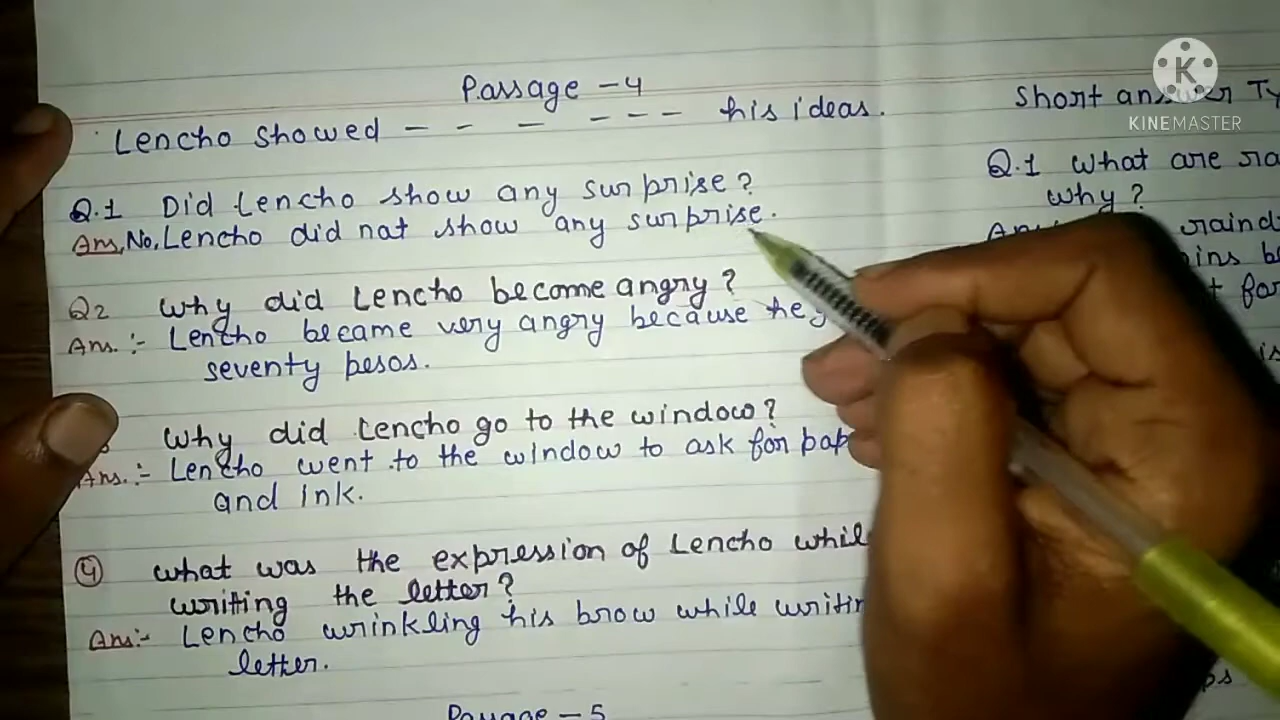 Passage - 4
Lencho showed - - - - - - his ideas.
Q.1 Did Lencho show any surprise?
Ans, No. Lencho did not show any surprise.
Q2 Why did Lencho become angry?
Ans. :- Lencho became very angry because he
seventy pesos.
Why did Lencho go to the window?
Ans. :- Lencho went to the window to ask for
and ink.
④ what was the expression of Lencho
writing the letter?
Ans:- Lencho wrinkling his brow while
letter.
Passage - 5
Short
Q.1 What are
why?
KINEMASTER